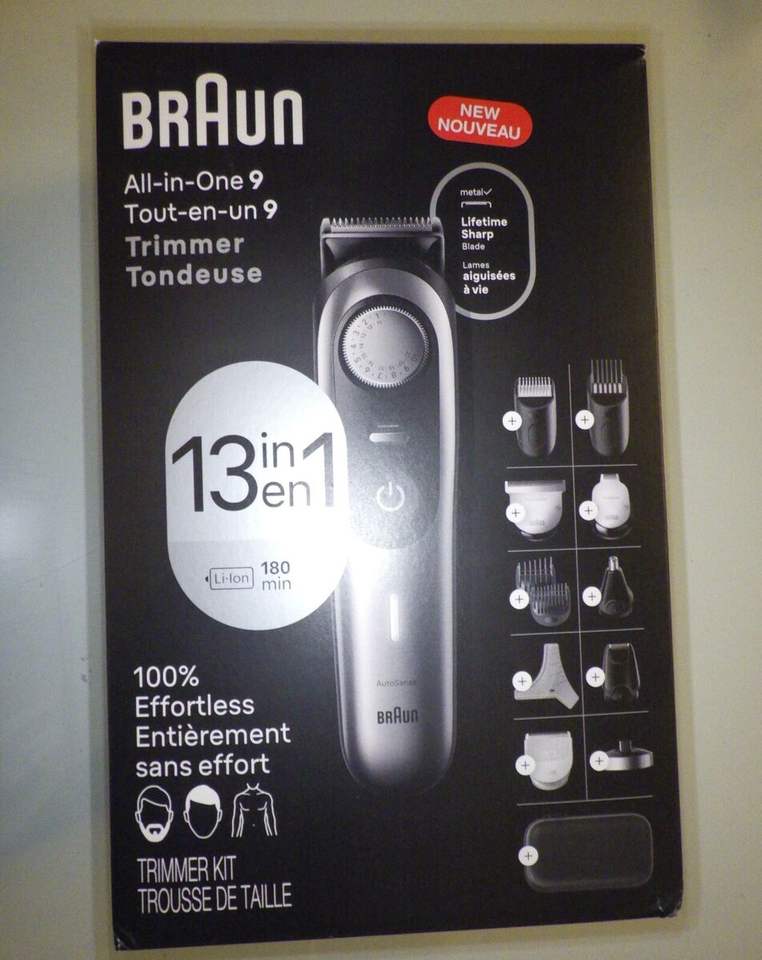 BRAUN
NEW
NOUVEAU
All-in-One 9
Tout-en-un 9
Trimmer
Tondeuse
metal
Lifetime
Sharp
Blade
Lames
aiguisées
à vie
13 in en 1
Li-Ion 180
min
AutoSense
BRAUN
100%
Effortless
Entièrement
sans effort
TRIMMER KIT
TROUSSE DE TAILLE